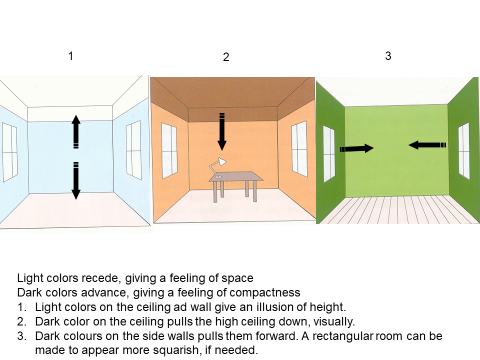 1
2
3
Light colors recede, giving a feeling of space
Dark colors advance, giving a feeling of compactness
1. Light colors on the ceiling ad wall give an illusion of height.
2. Dark color on the ceiling pulls the high ceiling down, visually.
3. Dark colours on the side walls pulls them forward. A rectangular room can be
made to appear more squarish, if needed.